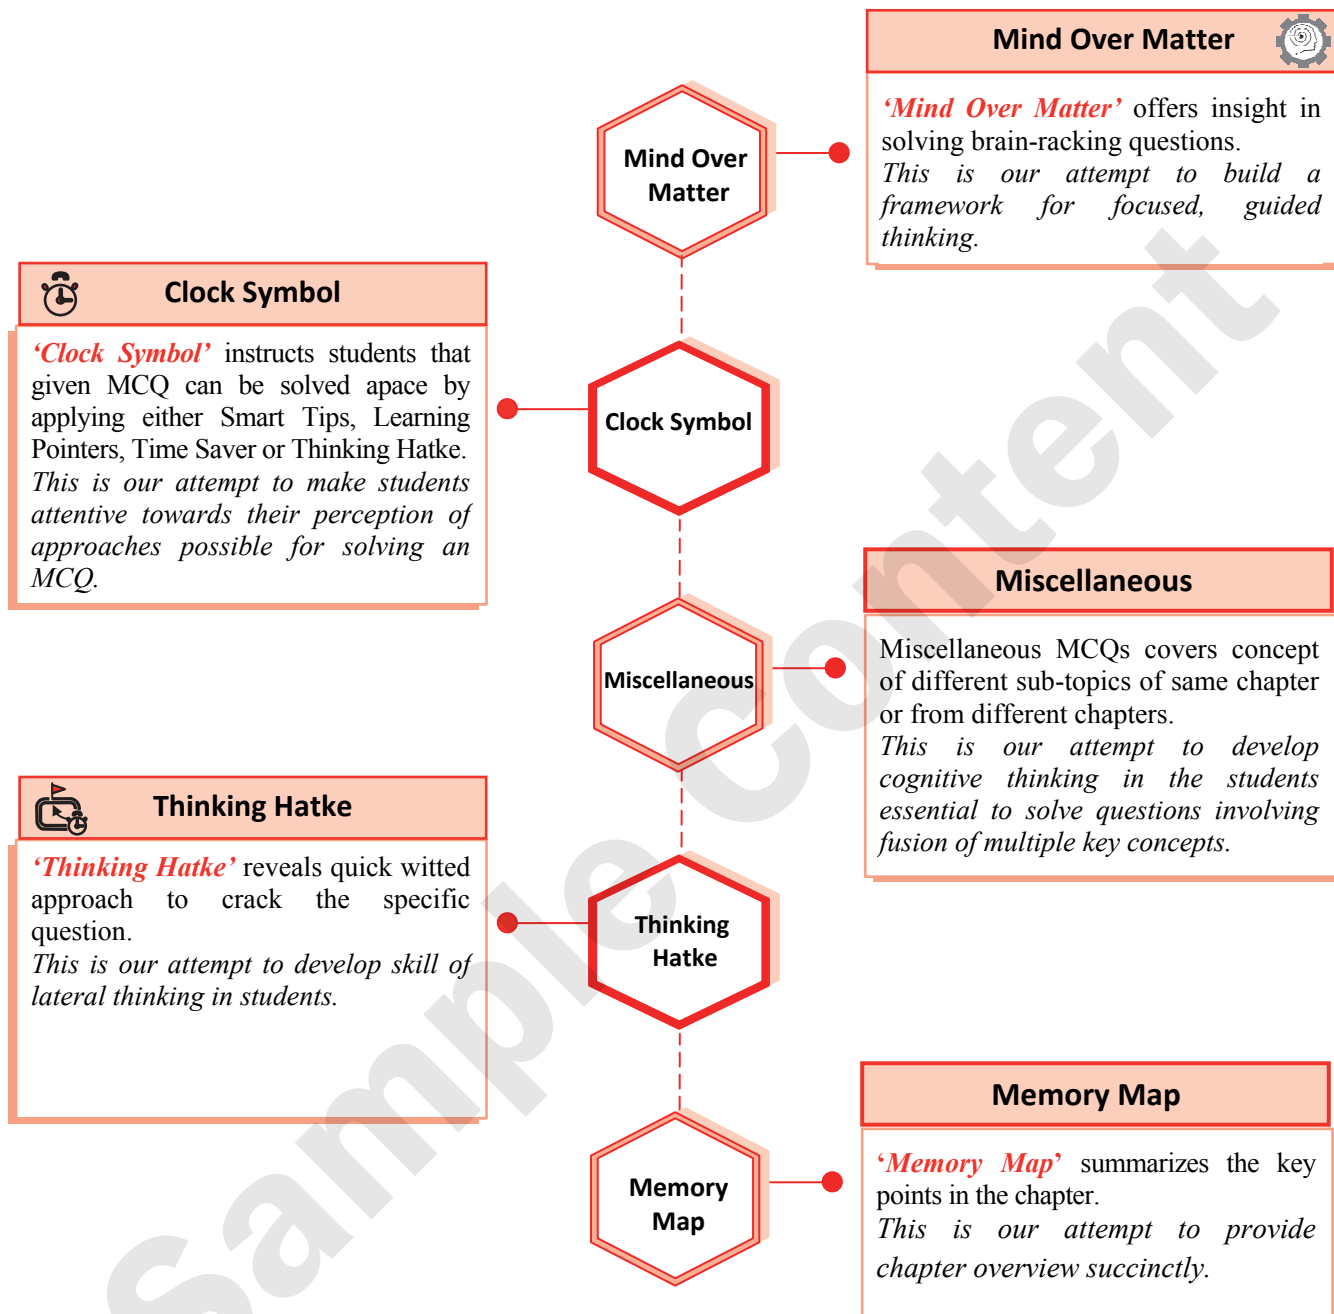 Mind Over Matter
‘Mind Over Matter’ offers insight in
solving brain-racking questions.
This is our attempt to build a
framework for focused, guided
thinking.
Mind Over
Matter
Clock Symbol
‘Clock Symbol’ instructs students that
given MCQ can be solved apace by
applying either Smart Tips, Learning
Pointers, Time Saver or Thinking Hatke.
This is our attempt to make students
attentive towards their perception of
approaches possible for solving an
MCQ.
Clock Symbol
Miscellaneous
Miscellaneous MCQs covers concept
of different sub-topics of same chapter
or from different chapters.
This is our attempt to develop
cognitive thinking in the students
essential to solve questions involving
fusion of multiple key concepts.
Miscellaneous
Thinking Hatke
‘Thinking Hatke’ reveals quick witted
approach to crack the specific
question.
This is our attempt to develop skill of
lateral thinking in students.
Thinking
Hatke
Memory Map
‘Memory Map’ summarizes the key
points in the chapter.
This is our attempt to provide
chapter overview succinctly.
Memory
Map
Sample Content